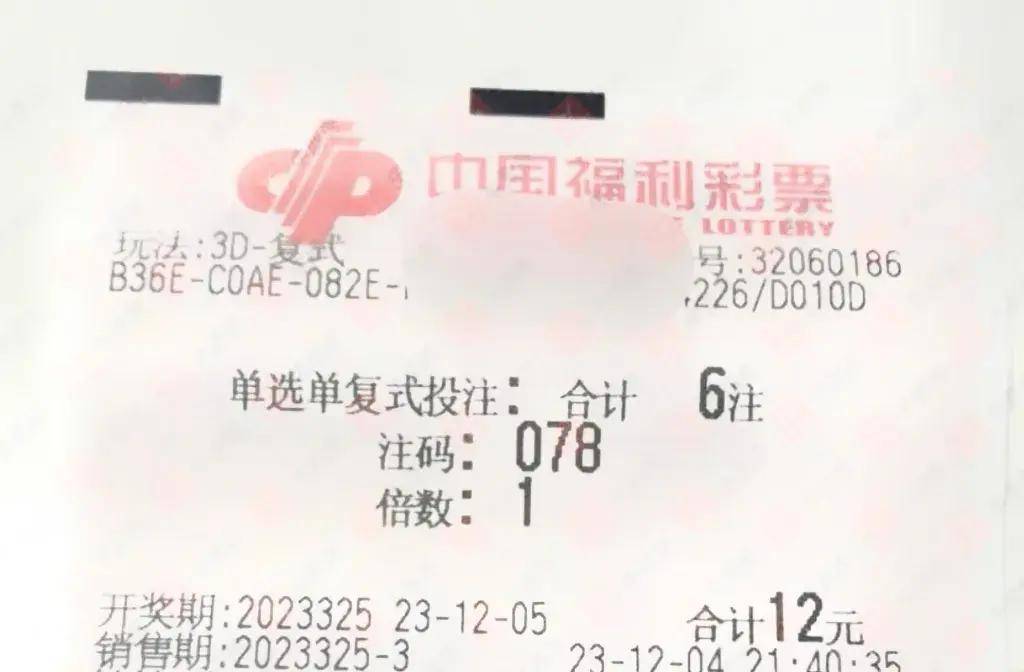 中国福利彩票
LOTTERY
玩法:3D-复式 号:32060186
B36E-C0AE-082E- 226/D010D
单选单复式投注: 合计 6注
注码: 078
倍数: 1
开奖期:2023325 23-12-05 合计12元
销售期:2023325-3 23-12-04 21:40:35